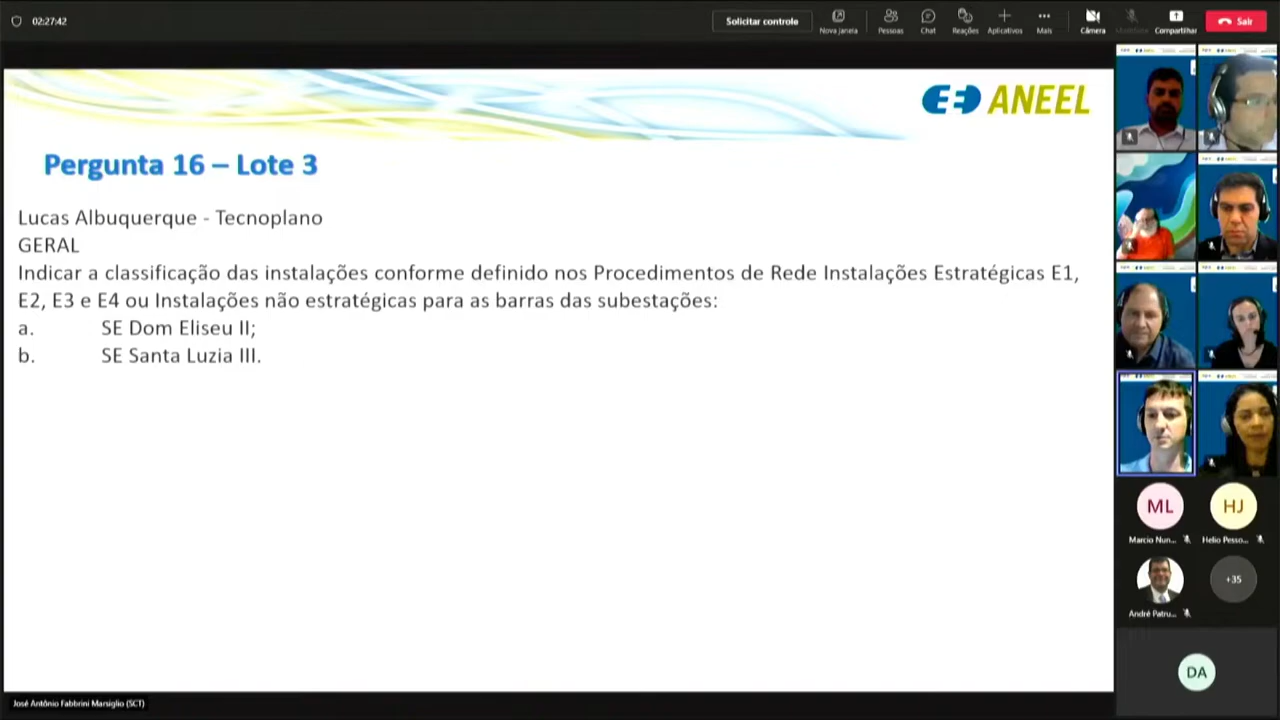 02:27:42
Solicitar controle
Nova janela
Pessoas
Chat
Reações
Aplicativos
Mais
Câmera
Compartilhar
Sair
ANEEL
Pergunta 16 – Lote 3
Lucas Albuquerque - Tecnoplano
GERAL
Indicar a classificação das instalações conforme definido nos Procedimentos de Rede Instalações Estratégicas E1,
E2, E3 e E4 ou Instalações não estratégicas para as barras das subestações:
a. SE Dom Eliseu II;
b. SE Santa Luzia III.
ML
HJ
Marcio Nun...
Helio Pesso...
+35
André Patru...
DA
José Antônio Fabbrini Marsiglio (SCT)